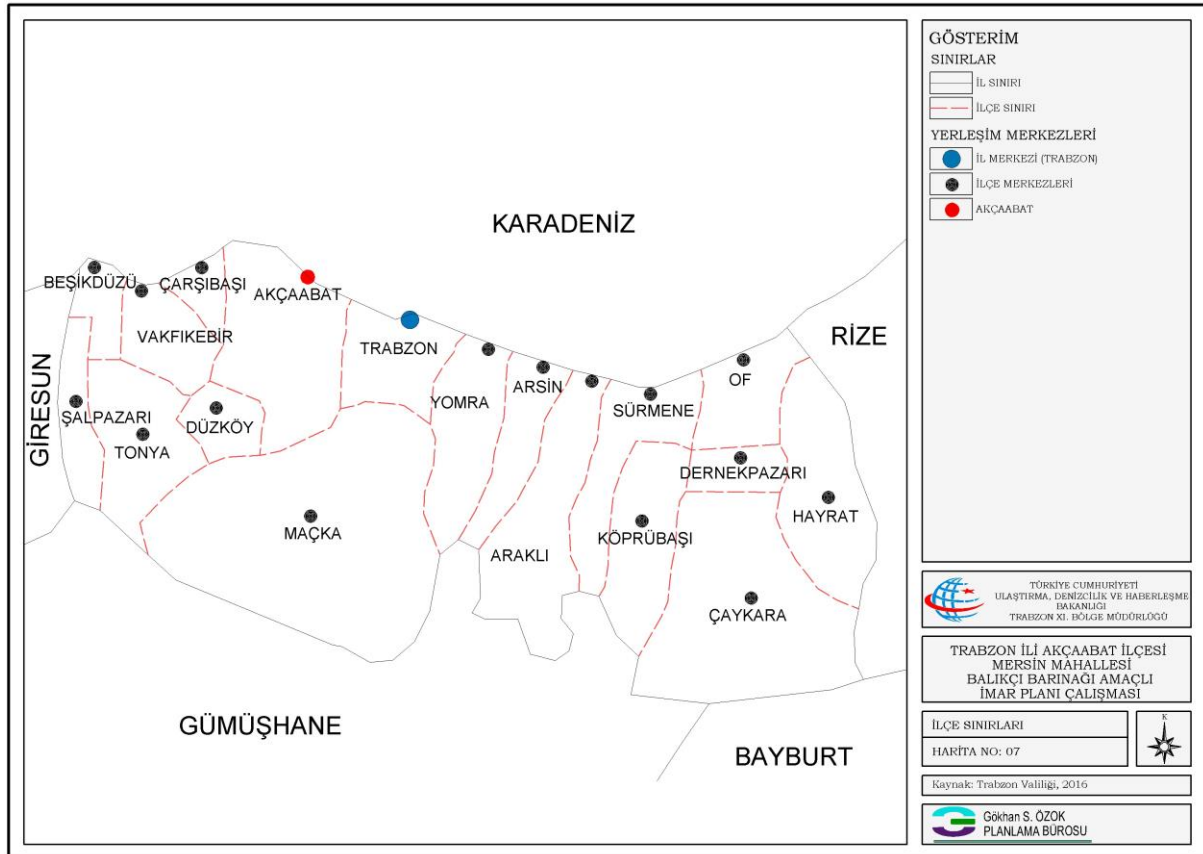 KARADENİZ
BEŞİKDÜZÜ
ÇARŞIBAŞI
AKÇAABAT
VAKFIKEBİR
TRABZON
RİZE
OF
ARSİN
YOMRA
SÜRMENE
GİRESUN
ŞALPAZARI
DÜZKÖY
TONYA
DERNEKPAZARI
HAYRAT
MAÇKA
KÖPRÜBAŞI
ARAKLI
ÇAYKARA
GÜMÜŞHANE
BAYBURT
GÖSTERİM
SINIRLAR
İL SINIRI
İLÇE SINIRI
YERLEŞİM MERKEZLERİ
İL MERKEZİ (TRABZON)
İLÇE MERKEZLERİ
AKÇAABAT
TÜRKİYE CUMHURİYETİ
ULAŞTIRMA, DENİZCİLİK VE HABERLEŞME
BAKANLIĞI
TRABZON XI. BÖLGE MÜDÜRLÜĞÜ
TRABZON İLİ AKÇAABAT İLÇESİ
MERSİN MAHALLESİ
BALIKÇI BARINAĞI AMAÇLI
İMAR PLANI ÇALIŞMASI
İLÇE SINIRLARI
HARİTA NO: 07
K
Kaynak: Trabzon Valiliği, 2016
Gökhan S. ÖZOK
PLANLAMA BÜROSU